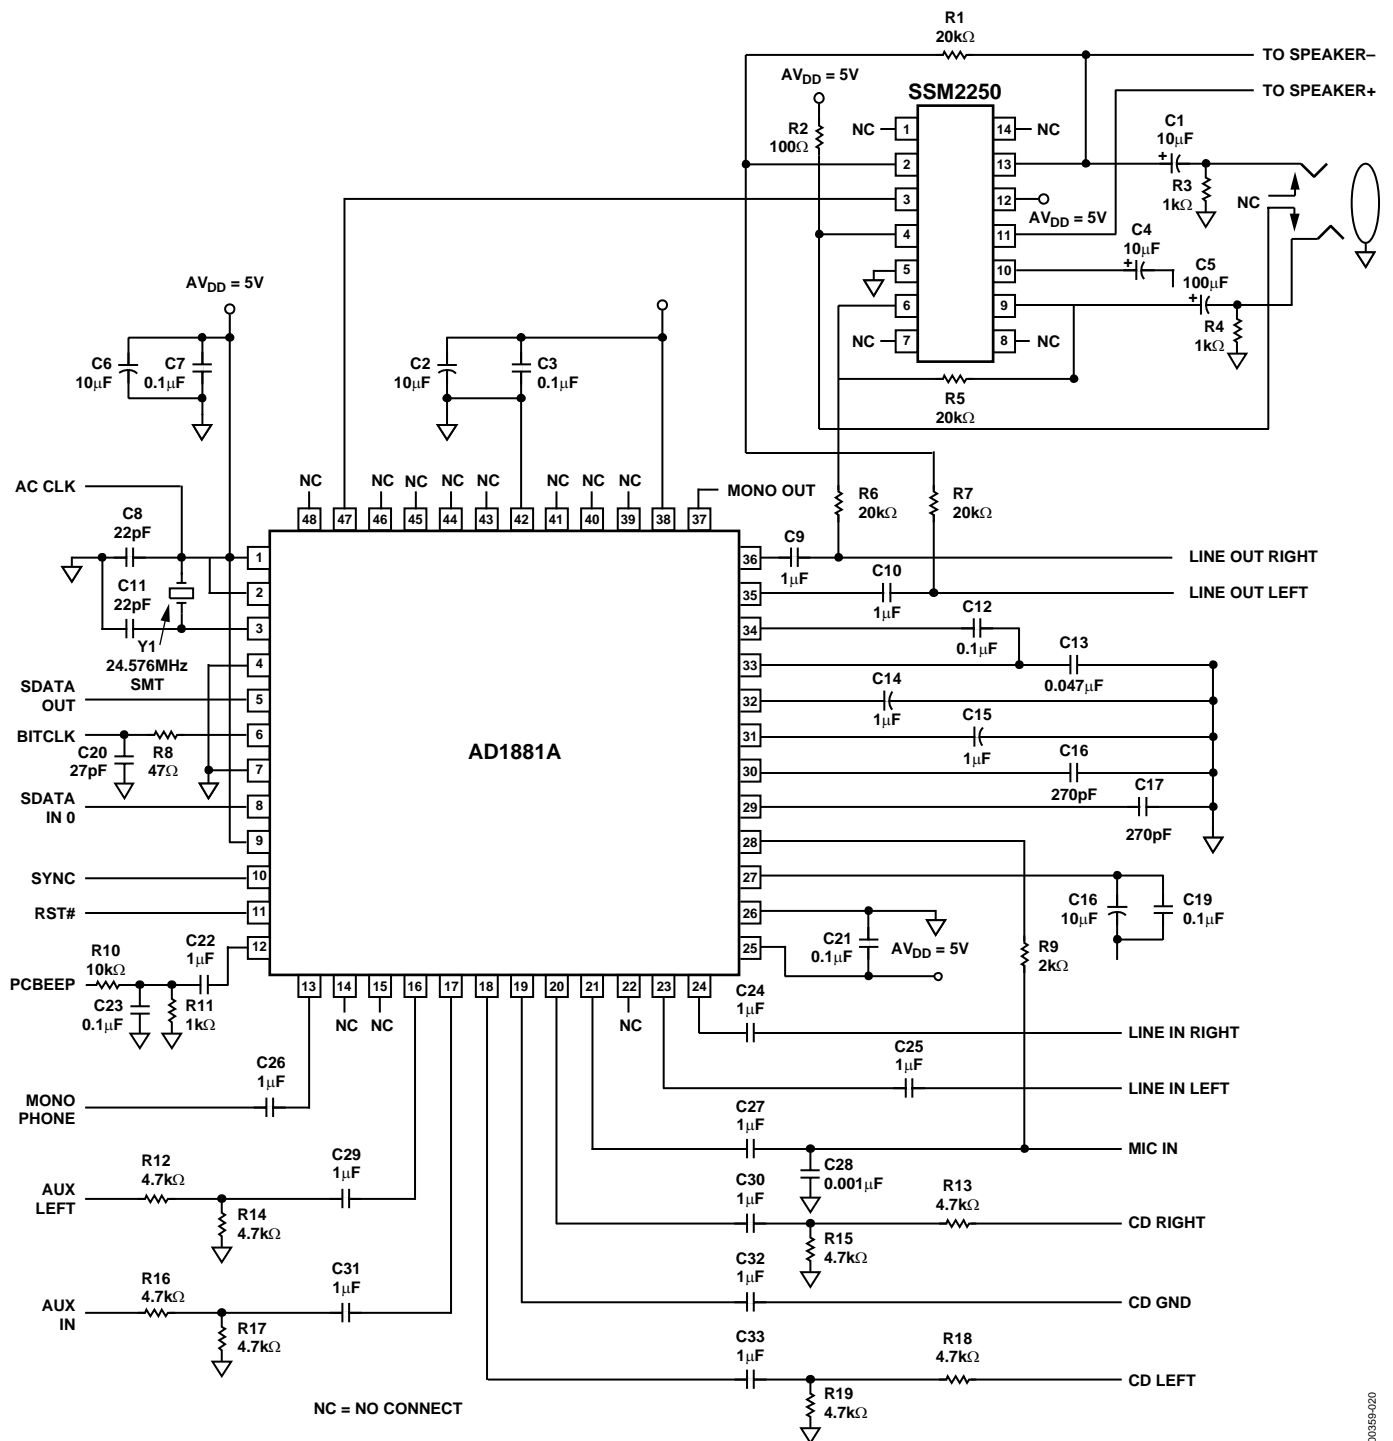 R1
20kΩ
TO SPEAKER–
AVDD = 5V
SSM2250
TO SPEAKER+
R2
100Ω
NC
1
14
NC
C1
10µF
+
2
13
R3
1kΩ
NC
3
12
AVDD = 5V
4
11
C4
10µF
+
5
10
C5
100µF
+
6
9
R4
1kΩ
NC
7
8
NC
R5
20kΩ
AVDD = 5V
C6
10µF
C7
0.1µF
C2
10µF
C3
0.1µF
AC CLK
NC
NC
NC
NC
NC
NC
NC
NC
MONO OUT
R6
20kΩ
R7
20kΩ
48
47
46
45
44
43
42
41
40
39
38
37
C8
22pF
C11
22pF
Y1
24.576MHz
SMT
1
2
3
4
5
6
7
8
9
10
11
12
SDATA
OUT
BITCLK
C20
27pF
R8
47Ω
SDATA
IN 0
SYNC
RST#
R10
10kΩ
C22
1µF
PCBEEP
C23
0.1µF
R11
1kΩ
AD1881A
36
35
34
33
32
31
30
29
28
27
26
25
C9
1µF
LINE OUT RIGHT
C10
1µF
LINE OUT LEFT
C12
0.1µF
C13
0.047µF
C14
1µF
C15
1µF
C16
270pF
C17
270pF
C16
10µF
C19
0.1µF
C21
0.1µF
AVDD = 5V
R9
2kΩ
13
14
15
16
17
18
19
20
21
22
23
24
NC
NC
NC
C24
1µF
LINE IN RIGHT
C25
1µF
LINE IN LEFT
C26
1µF
MONO
PHONE
C27
1µF
MIC IN
C28
0.001µF
R12
4.7kΩ
C29
1µF
AUX
LEFT
R14
4.7kΩ
C30
1µF
R13
4.7kΩ
CD RIGHT
R15
4.7kΩ
R16
4.7kΩ
C31
1µF
C32
1µF
AUX
IN
CD GND
R17
4.7kΩ
C33
1µF
R18
4.7kΩ
CD LEFT
R19
4.7kΩ
NC = NO CONNECT
00359-020